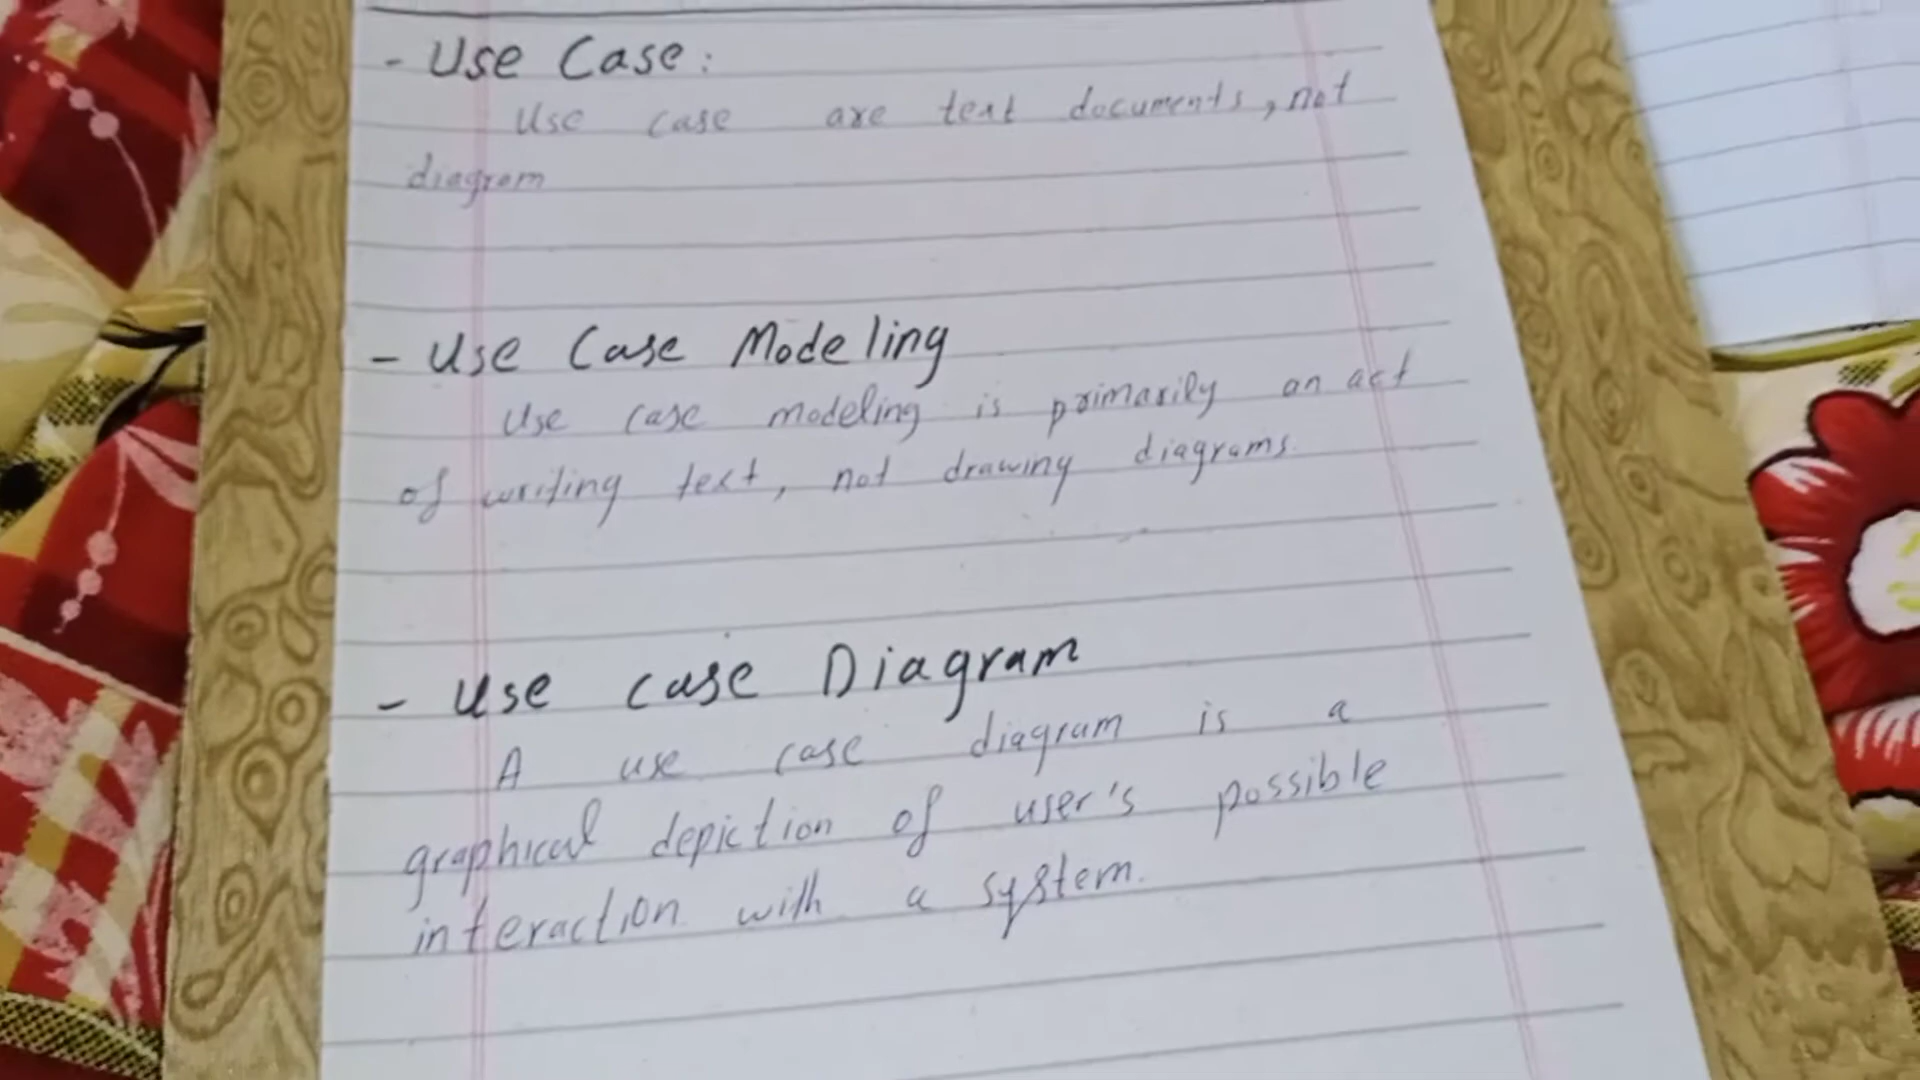 - Use Case:
Use case are text documents, not
diagram
- Use Case Modeling
Use case modeling is primarily an act
of writing text, not drawing diagrams.
- Use case Diagram
A use case diagram is a
graphical depiction of user's possible
interaction with a system.